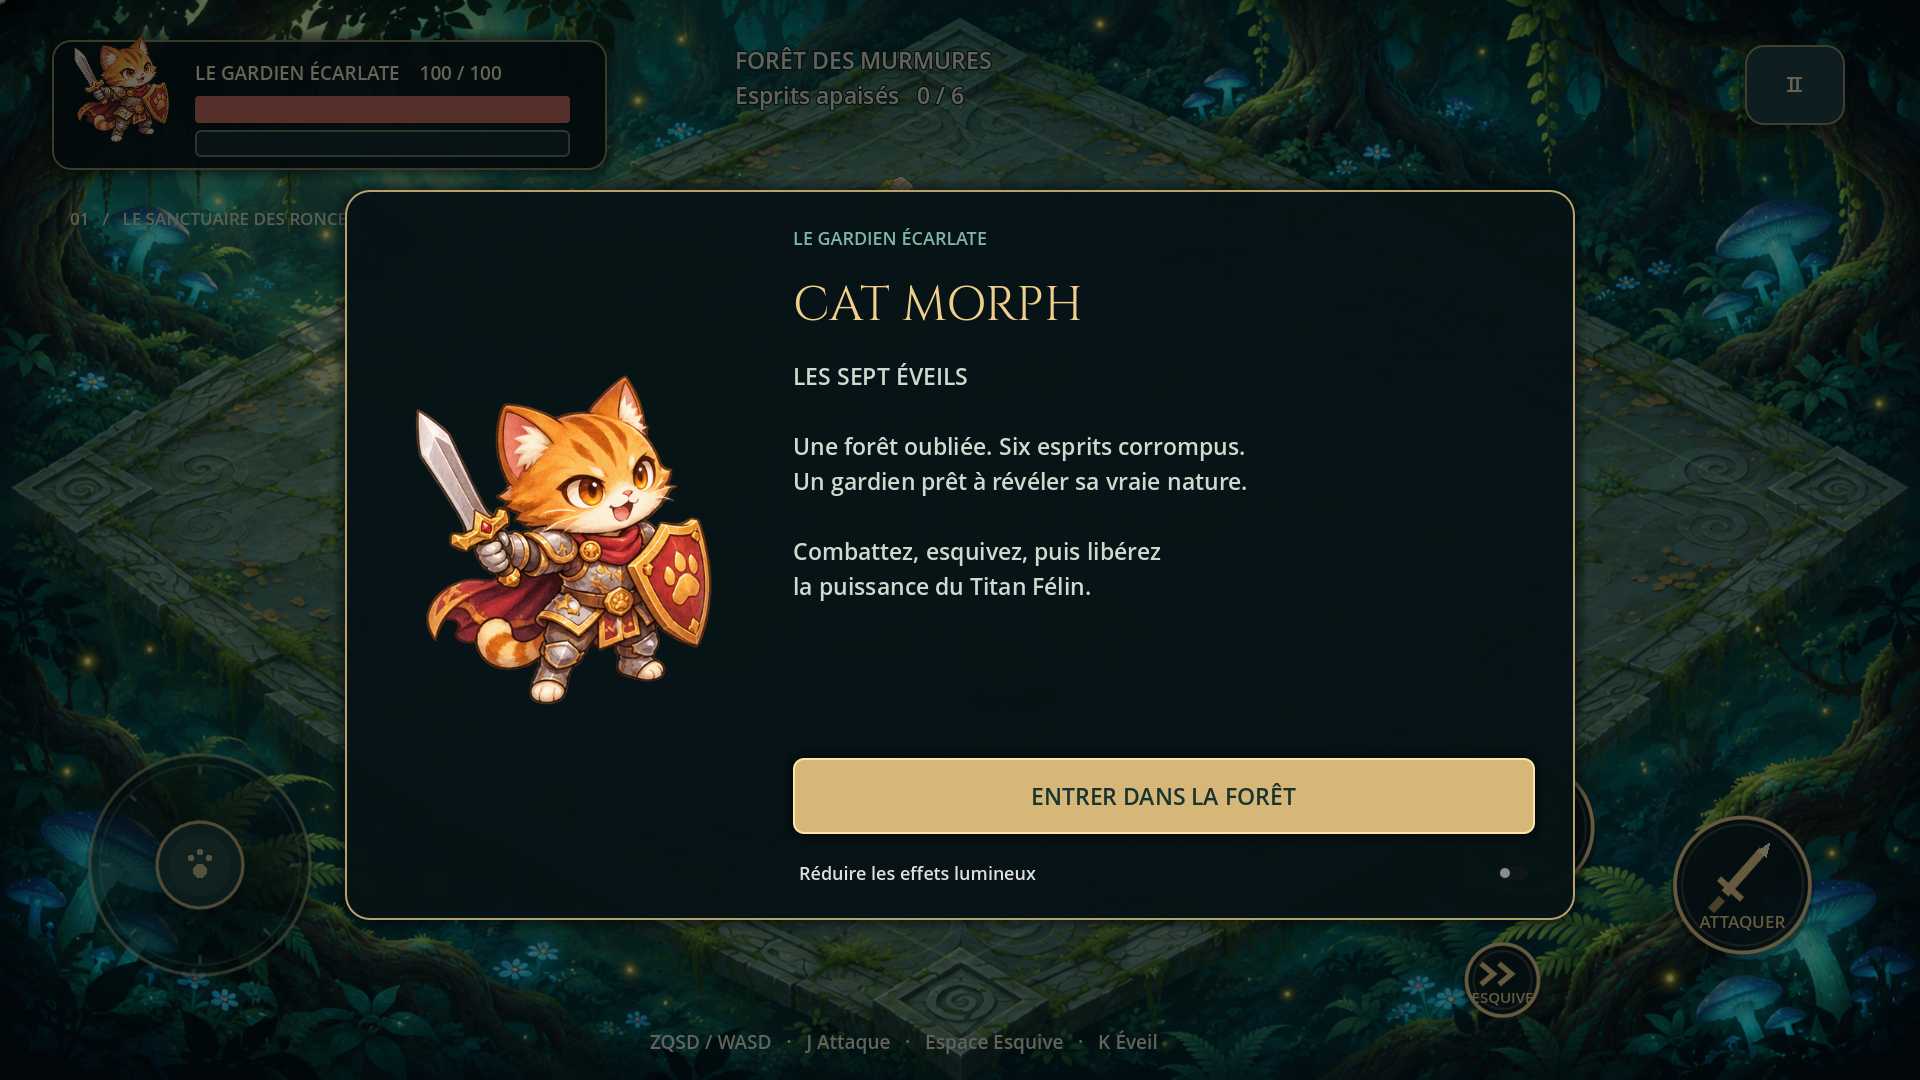 LE GARDIEN ÉCARLATE 100 / 100
FORÊT DES MURMURES
Esprits apaisés 0 / 6
II
01 / LE SANCTUAIRE DES RONCE
LE GARDIEN ÉCARLATE
CAT MORPH
LES SEPT ÉVEILS
Une forêt oubliée. Six esprits corrompus.
Un gardien prêt à révéler sa vraie nature.
Combattez, esquivez, puis libérez
la puissance du Titan Félin.
ENTRER DANS LA FORÊT
Réduire les effets lumineux
ATTAQUER
ESQUIVE
ZQSD / WASD · J Attaque · Espace Esquive · K Éveil